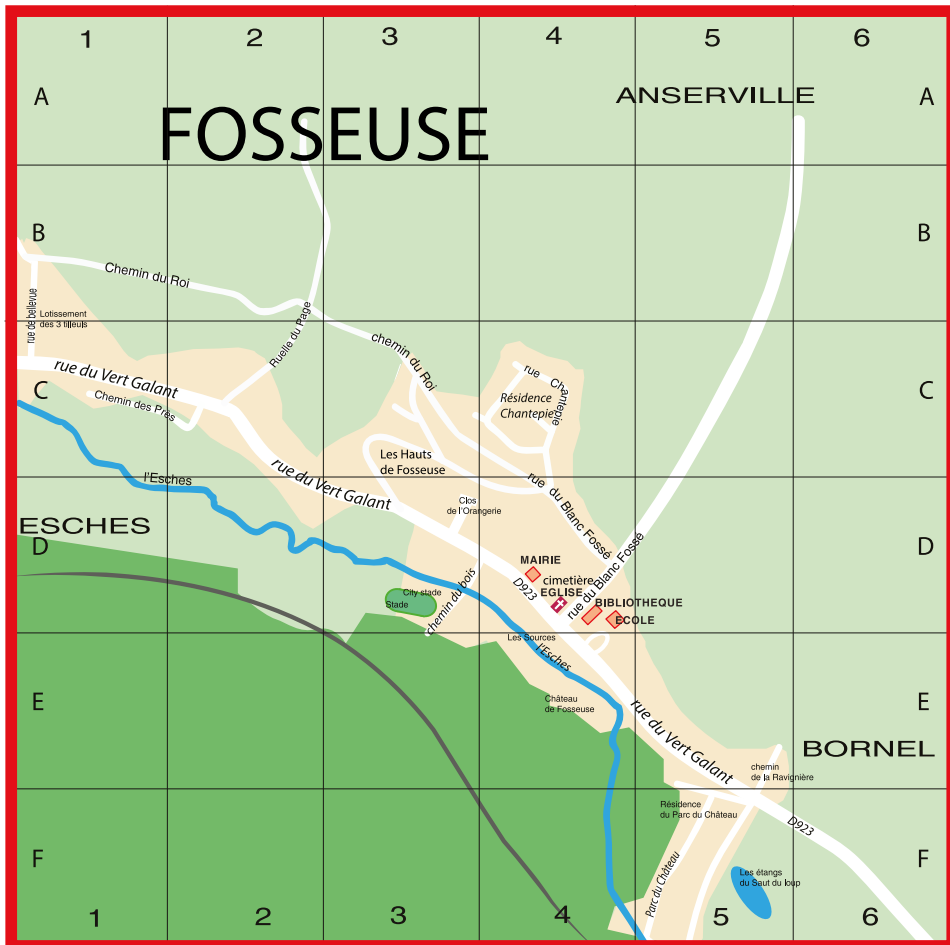 1
2
3
4
5
6
A
A
FOSSEUSE
ANSERVILLE
B
B
Chemin du Roi
rue de bellevue
Lotissement
des 3 tilleuls
Ruelle du Page
chemin du Roi
rue du Vert Galant
C
C
Chemin des Près
rue Chantepie
Résidence
Chantepie
Les Hauts
de Fosseuse
l'Esches
rue du Vert Galant
Clos
de l'Orangerie
rue du Blanc Fossé
ESCHES
D
D
MAIRIE
cimetière
EGLISE
D923
rue du Blanc Fossé
BIBLIOTHEQUE
ECOLE
City stade
Stade
chemin du bois
Les Sources
l'Esches
E
E
Château
de Fosseuse
rue du Vert Galant
BORNEL
chemin
de la Ravignière
Résidence
du Parc du Château
D923
F
F
Parc du Château
Les étangs
du Saut du loup
1
2
3
4
5
6